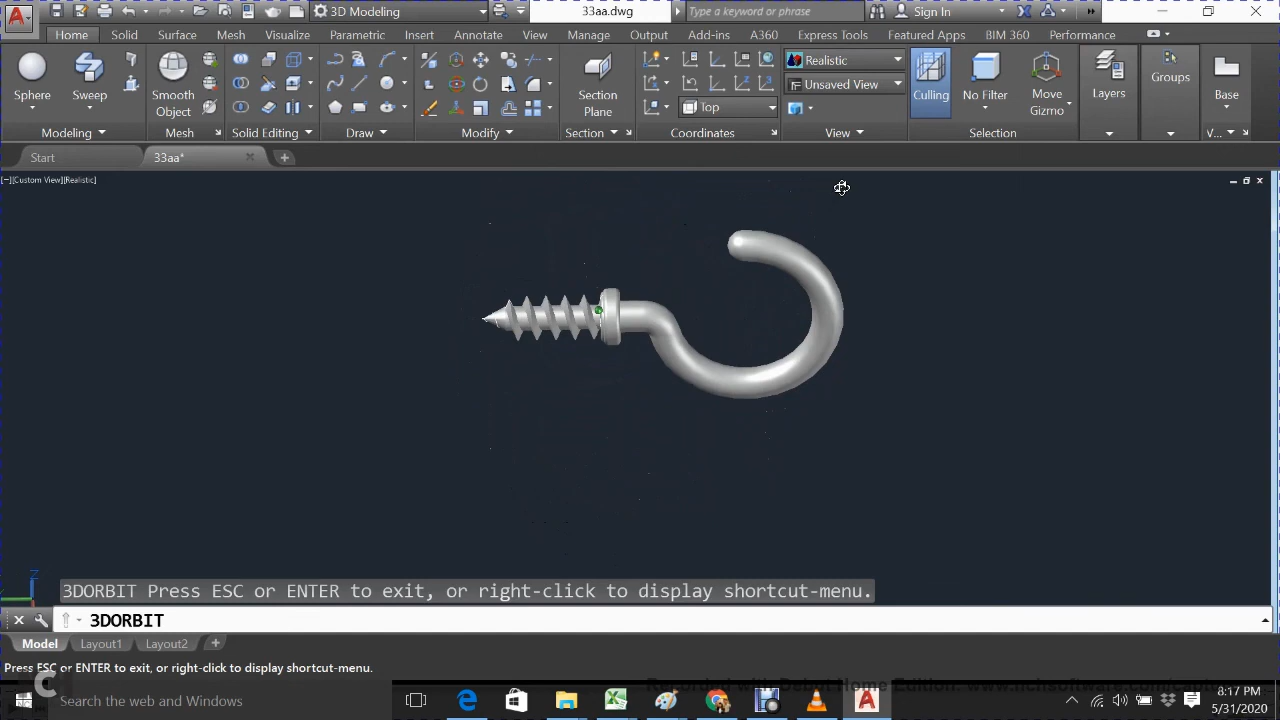 3D Modeling 33aa.dwg Type a keyword or phrase Sign In
Home Solid Surface Mesh Visualize Parametric Insert Annotate View Manage Output Add-ins A360 Express Tools Featured Apps BIM 360 Performance
Realistic
Unsaved View
Sphere Sweep Smooth Object Section Plane Top Culling No Filter Move Gizmo Layers Groups Base
Modeling Mesh Solid Editing Draw Modify Section Coordinates View Selection V...
Start 33aa*
[−][Custom View][Realistic]
Z
3DORBIT Press ESC or ENTER to exit, or right-click to display shortcut-menu.
3DORBIT
Model Layout1 Layout2
Press ESC or ENTER to exit, or right-click to display shortcut-menu.
Search the web and Windows
8:17 PM
5/31/2020